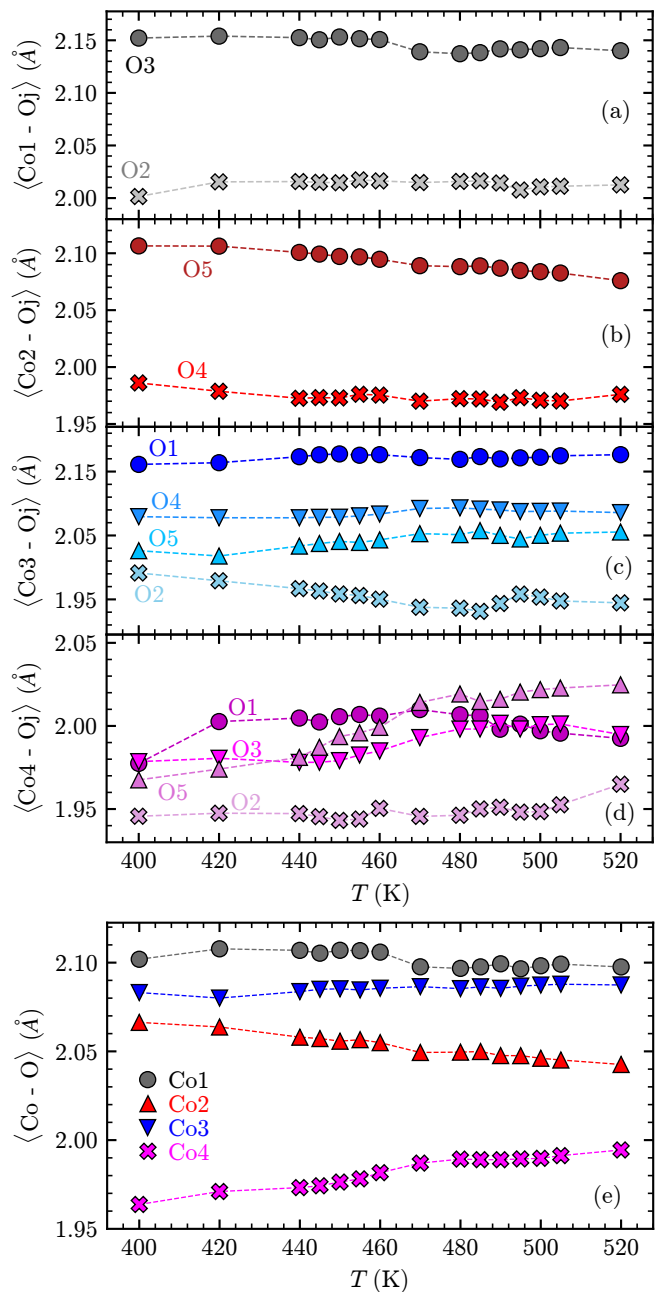 ⟨Co1 - Oj⟩ (Å)
2.15
2.10
2.05
2.00
O3
O2
(a)
⟨Co2 - Oj⟩ (Å)
2.10
2.05
2.00
1.95
O5
O4
(b)
⟨Co3 - Oj⟩ (Å)
2.15
2.05
1.95
O1
O4
O5
O2
(c)
⟨Co4 - Oj⟩ (Å)
2.05
2.00
1.95
O1
O3
O5
O2
(d)
400 420 440 460 480 500 520
T (K)
⟨Co - O⟩ (Å)
2.10
2.05
2.00
1.95
Co1
Co2
Co3
Co4
(e)
400 420 440 460 480 500 520
T (K)